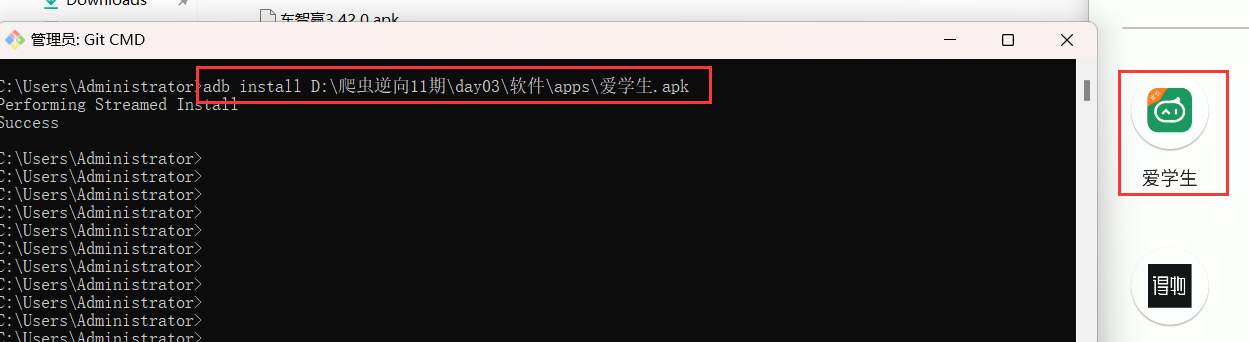 Downloads
车智赢3.42.0.apk
管理员: Git CMD
C:\Users\Administrator>adb install D:\爬虫逆向11期\day03\软件\apps\爱学生.apk
Performing Streamed Install
Success
C:\Users\Administrator>
C:\Users\Administrator>
C:\Users\Administrator>
C:\Users\Administrator>
C:\Users\Administrator>
C:\Users\Administrator>
C:\Users\Administrator>
C:\Users\Administrator>
C:\Users\Administrator>
C:\Users\Administrator>
C:\Users\Administrator>
爱学生
得物